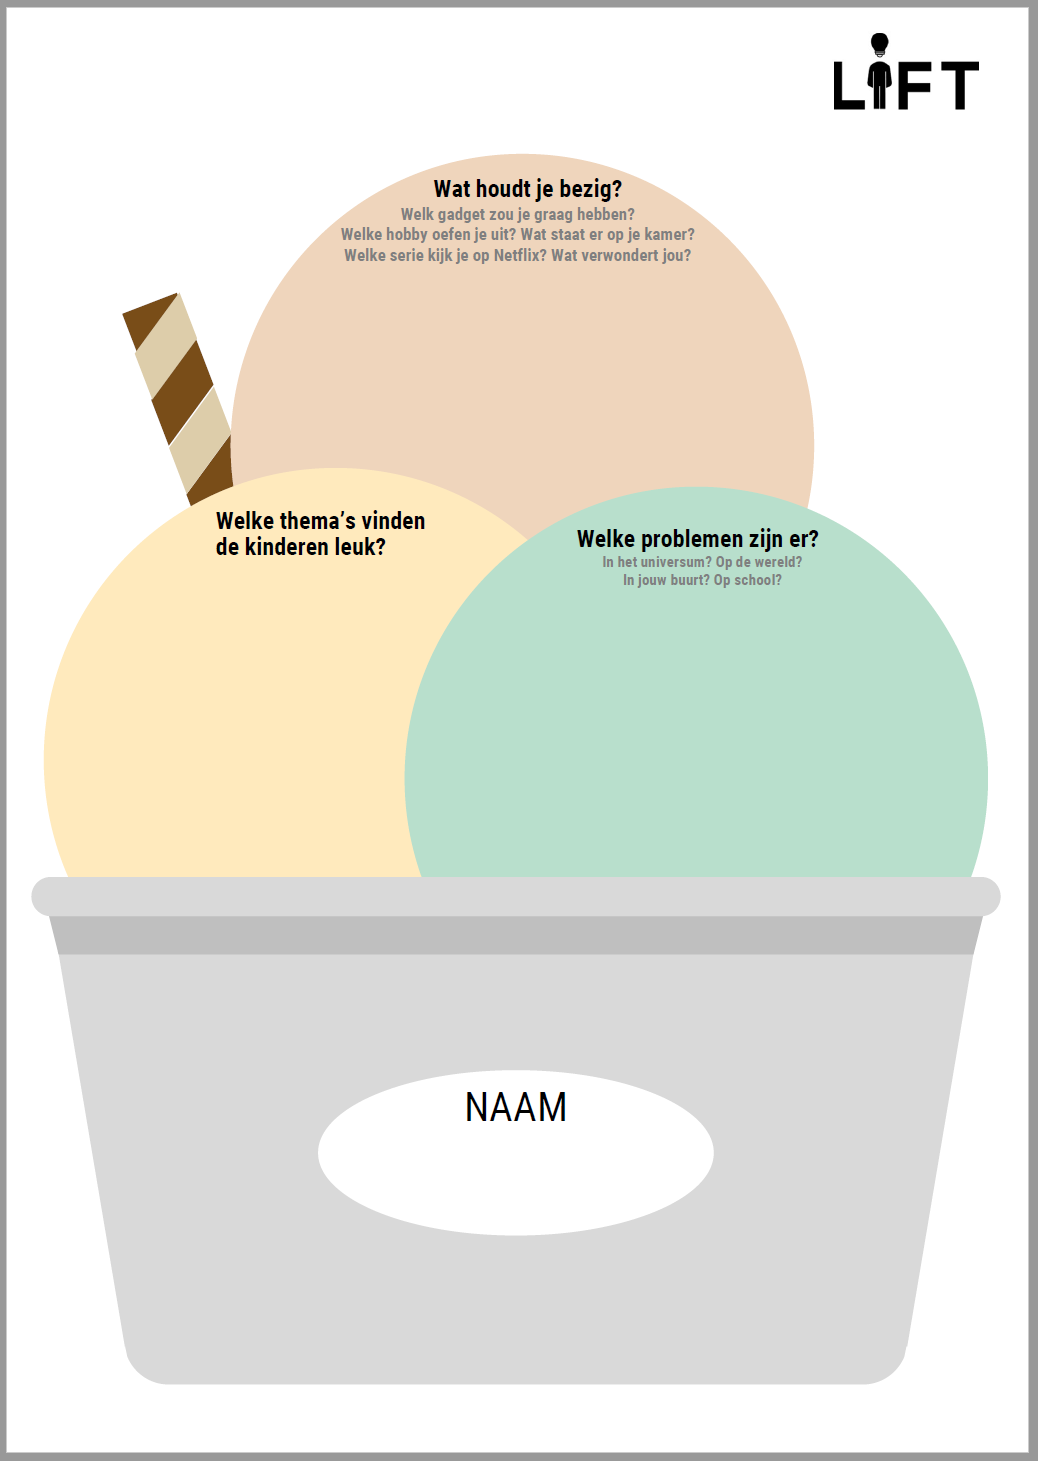 LIFT
Wat houdt je bezig?
Welk gadget zou je graag hebben?
Welke hobby oefen je uit? Wat staat er op je kamer?
Welke serie kijk je op Netflix? Wat verwondert jou?
Welke thema’s vinden
de kinderen leuk?
Welke problemen zijn er?
In het universum? Op de wereld?
In jouw buurt? Op school?
NAAM